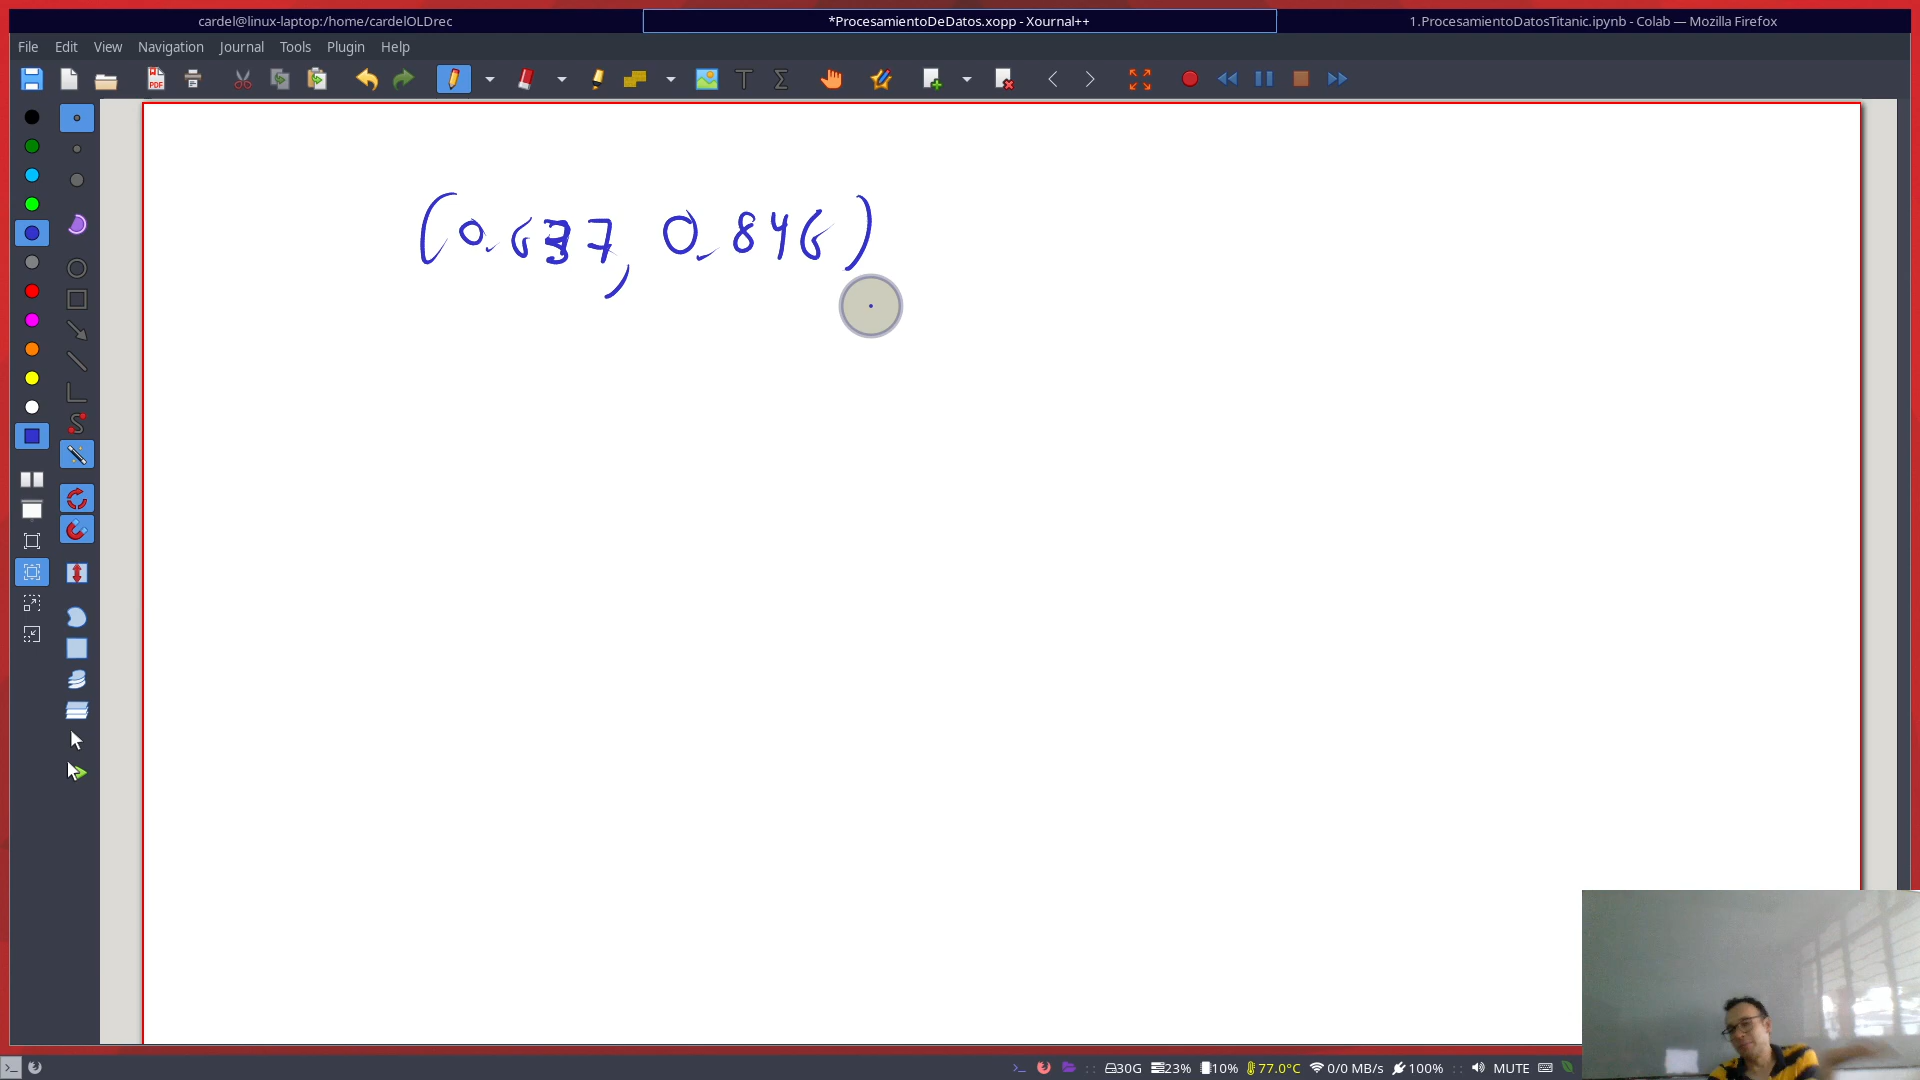 cardel@linux-laptop:/home/cardelOLDrec
*ProcesamientoDeDatos.xopp - Xournal++
1.ProcesamientoDatosTitanic.ipynb - Colab — Mozilla Firefox
File Edit View Navigation Journal Tools Plugin Help
(0.637, 0.846)
30G 23% 10% 77.0°C 0/0 MB/s 100% MUTE